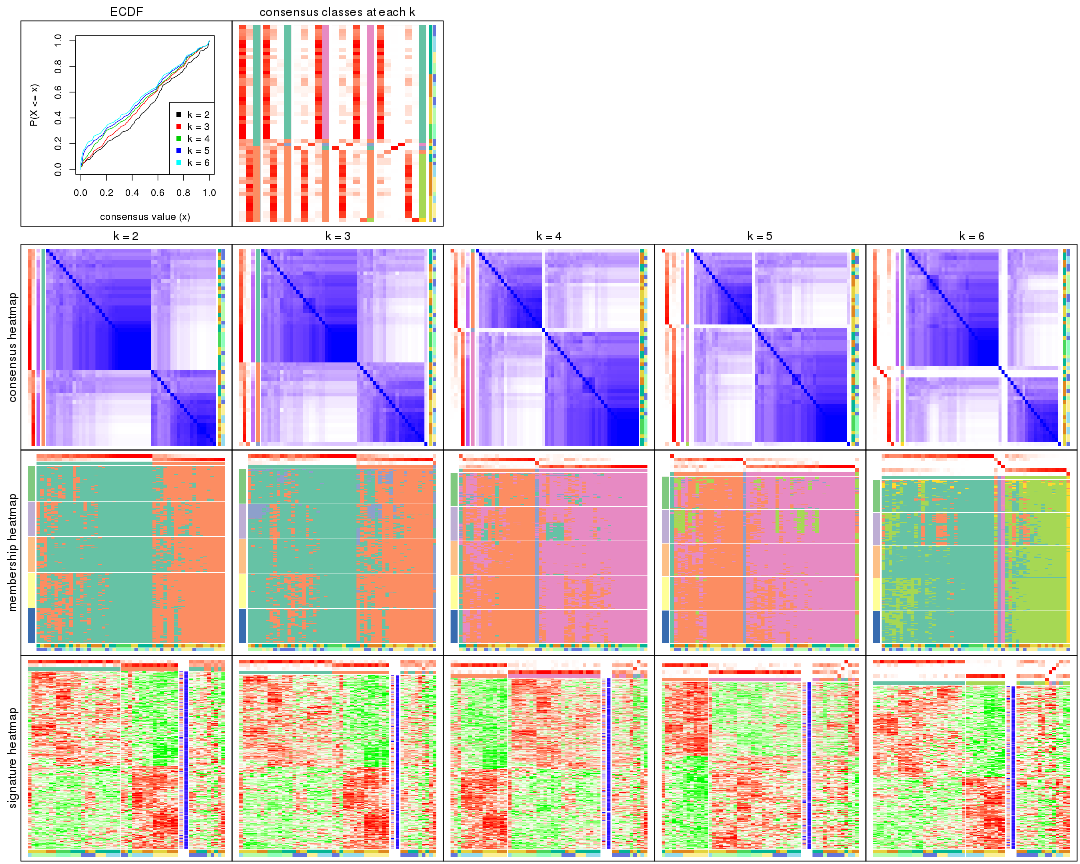 ECDF
consensus classes at each k
P(X <= x)
0.0 0.2 0.4 0.6 0.8 1.0
k = 2
k = 3
k = 4
k = 5
k = 6
0.0 0.2 0.4 0.6 0.8 1.0
consensus value (x)
k = 2
k = 3
k = 4
k = 5
k = 6
consensus heatmap
membership heatmap
signature heatmap